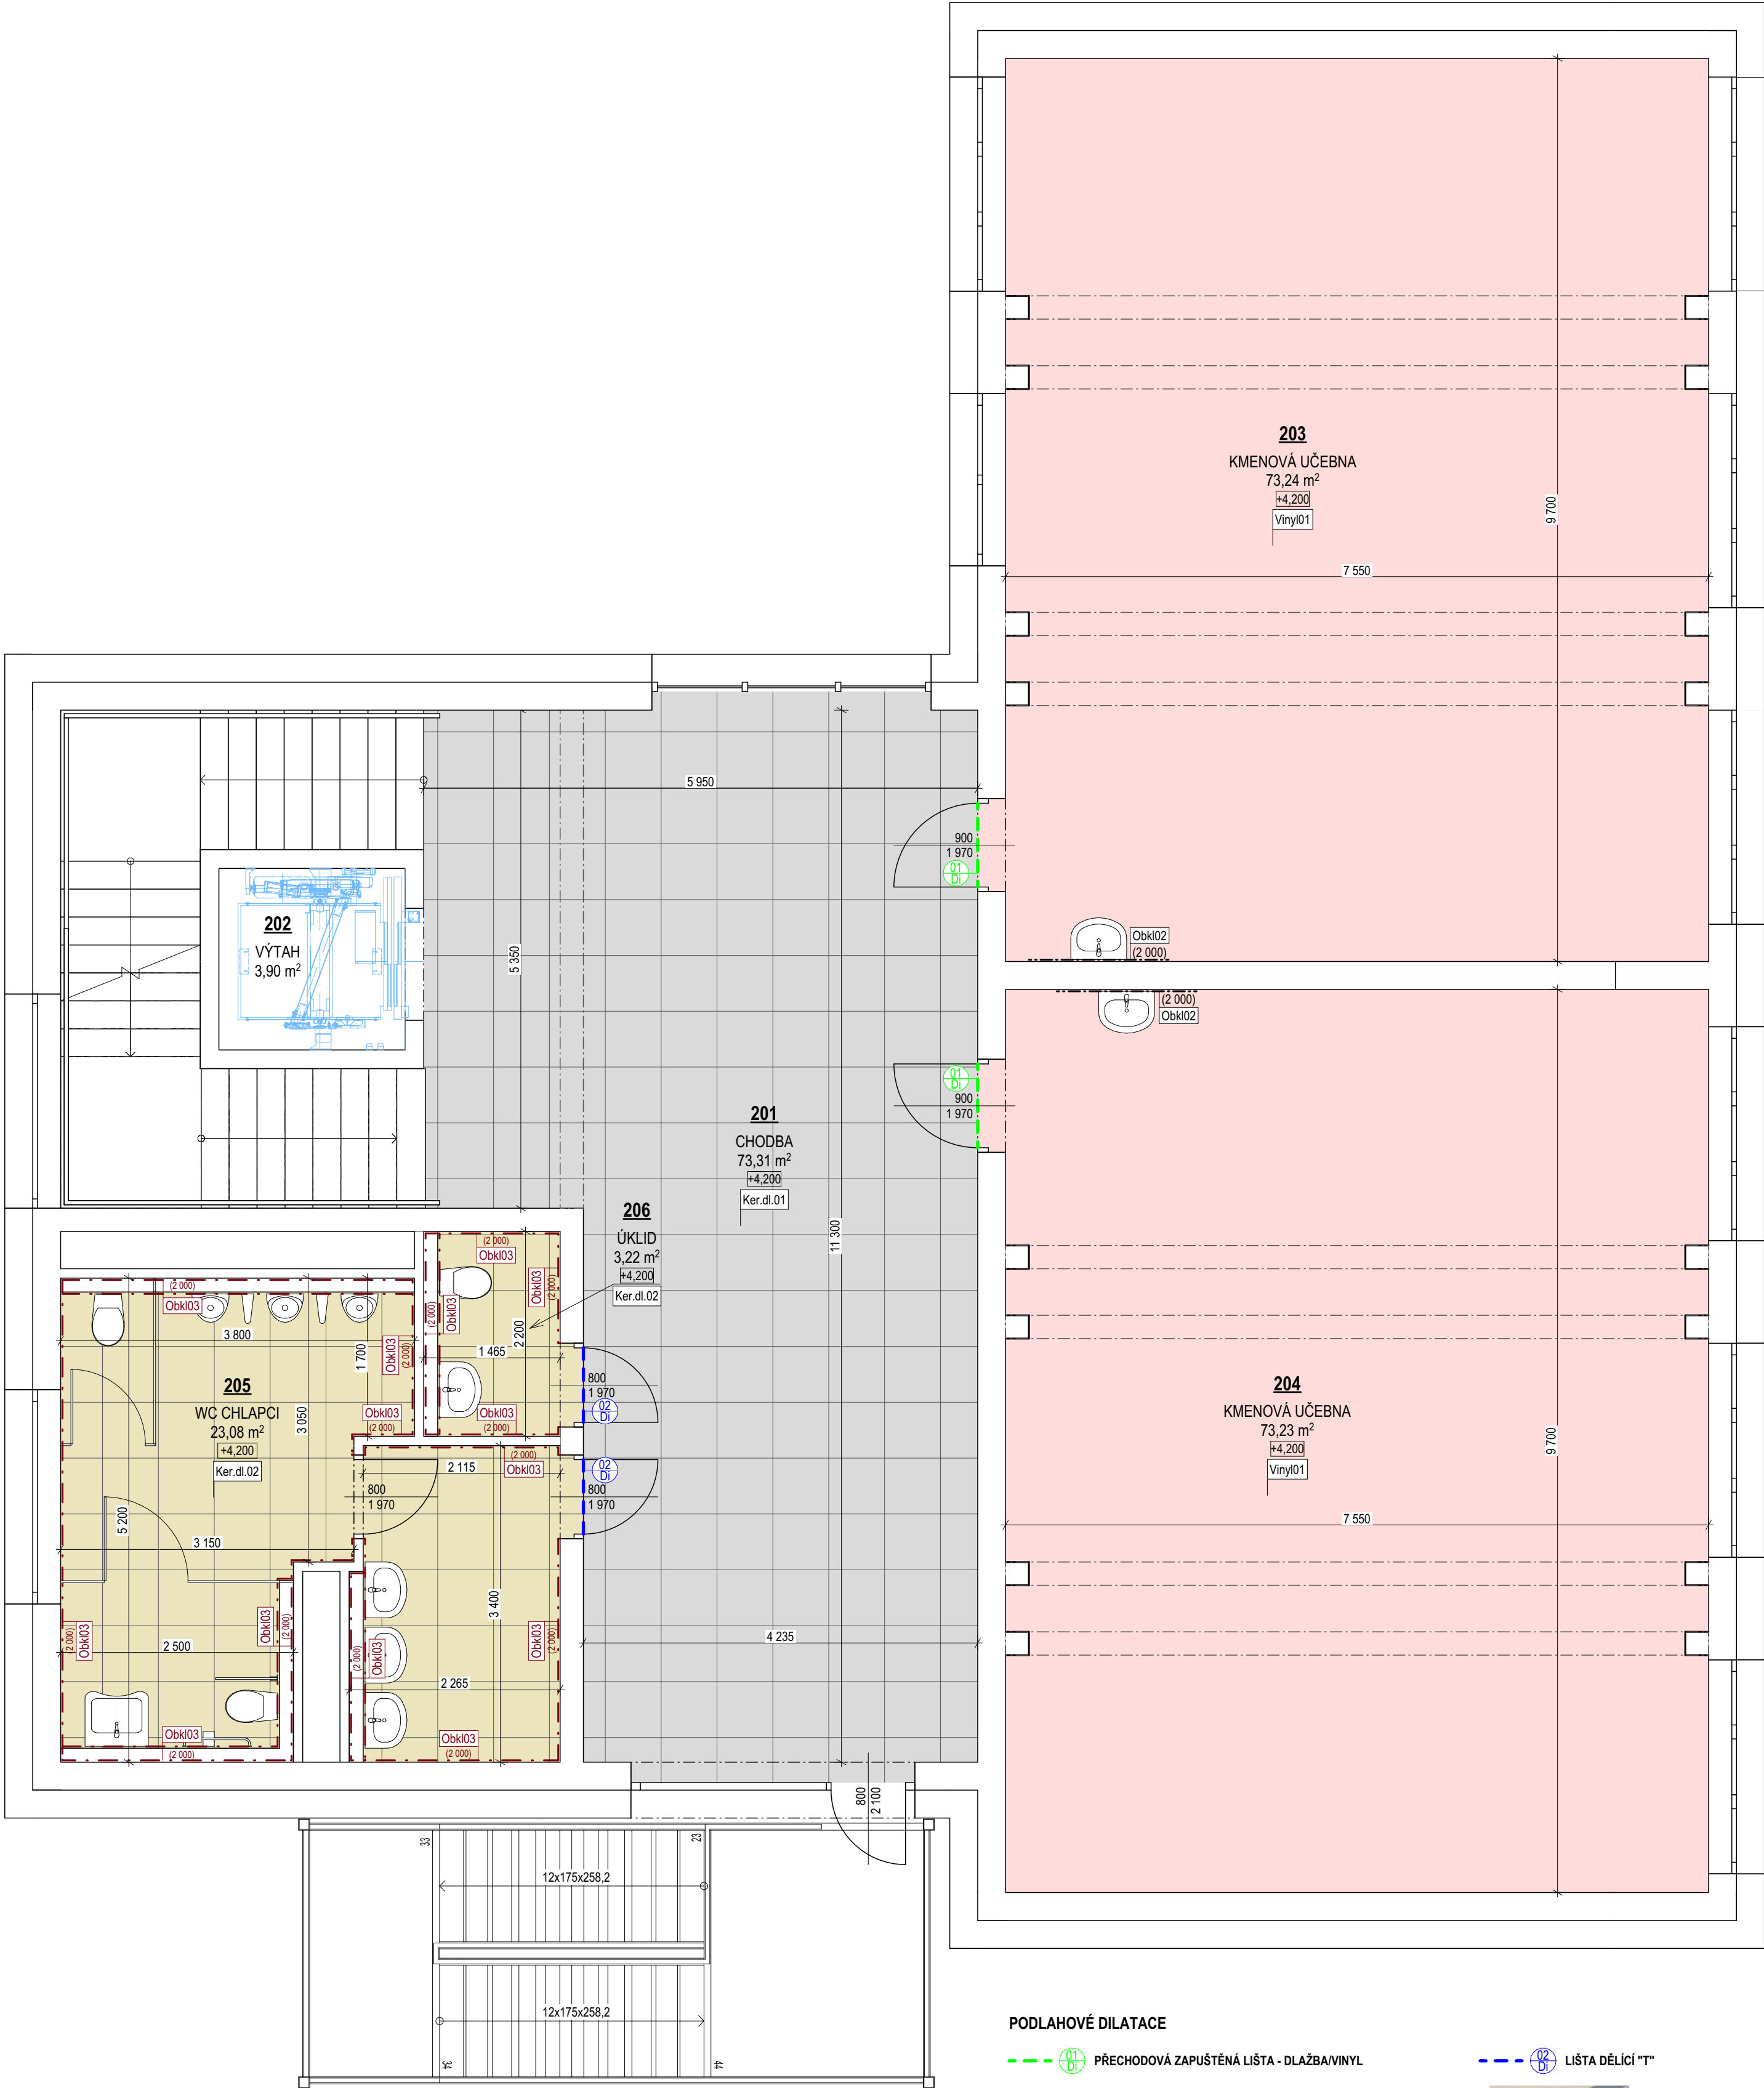 203
KMENOVÁ UČEBNA
73,24 m²
+4,200
Vinyl01
9 700
7 550
5 950
900
1 970
01
Di
202
VÝTAH
3,90 m²
5 350
Obkl02
(2 000)
(2 000)
Obkl02
01
Di
900
1 970
201
CHODBA
73,31 m²
+4,200
Ker.dl.01
11 300
206
ÚKLID
3,22 m²
+4,200
Ker.dl.02
(2 000)
Obkl03
Obkl03
(2 000)
(2 000)
Obkl03
2 200
1 465
Obkl03
(2 000)
800
1 970
02
Di
(2 000)
Obkl03
3 800
1 700
Obkl03
(2 000)
3 050
Obkl03
(2 000)
205
WC CHLAPCI
23,08 m²
+4,200
Ker.dl.02
204
KMENOVÁ UČEBNA
73,23 m²
+4,200
Vinyl01
9 700
7 550
(2 000)
Obkl03
2 115
02
Di
800
1 970
800
1 970
5 200
3 150
3 400
(2 000)
Obkl03
2 500
Obkl03
(2 000)
(2 000)
Obkl03
Obkl03
(2 000)
4 235
2 265
Obkl03
(2 000)
Obkl03
(2 000)
800
2 100
33
23
12x175x258,2
12x175x258,2
34
44
PODLAHOVÉ DILATACE
01
Di
PŘECHODOVÁ ZAPUŠTĚNÁ LIŠTA - DLAŽBA/VINYL
02
Di
LIŠTA DĚLÍCÍ "T"